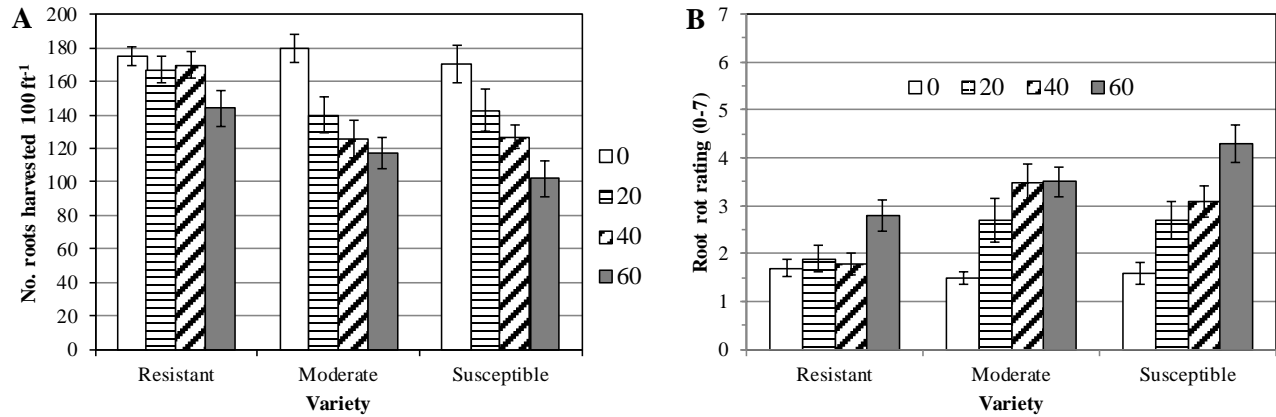 A
No. roots harvested 100 ft-1
200
180
160
140
120
100
80
60
40
20
0
Resistant Moderate Susceptible
Variety
0
20
40
60
B
Root rot rating (0-7)
7
6
5
4
3
2
1
0
0 20 40 60
Resistant Moderate Susceptible
Variety